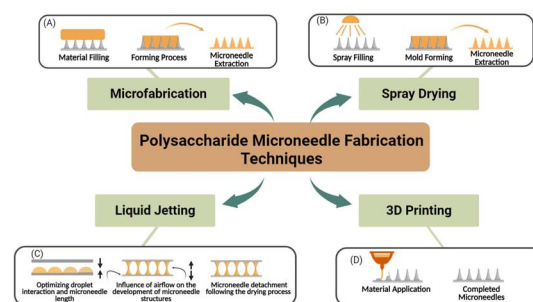 (A)
Material Filling
Forming Process
Microneedle
Extraction
(B)
Spray Filling
Mold Forming
Microneedle
Extraction
Microfabrication
Spray Drying
Polysaccharide Microneedle Fabrication
Techniques
Liquid Jetting
3D Printing
(C)
Optimizing droplet
interaction and microneedle
length
Influence of airflow on the
development of microneedle
structures
Microneedle detachment
following the drying process
(D)
Material Application
Completed
Microneedles